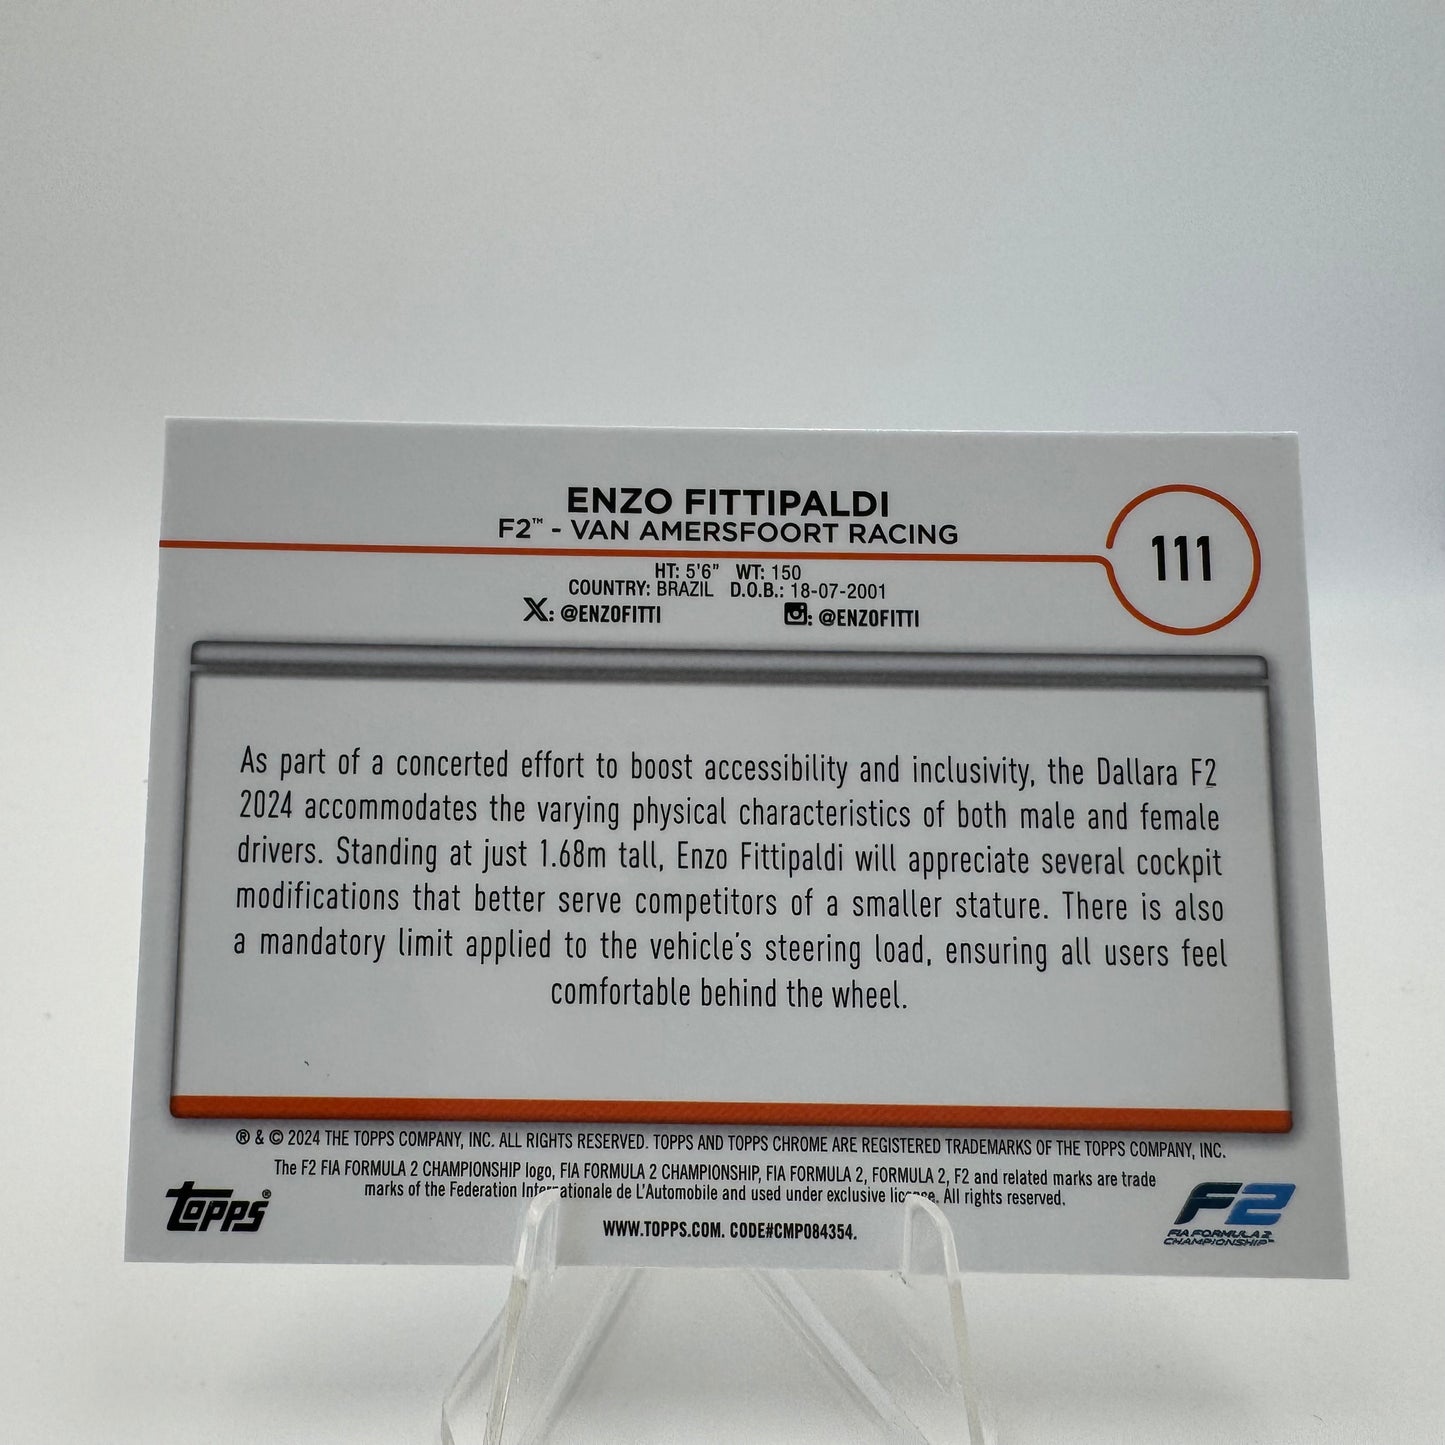 ENZO FITTIPALDI
F2™ - VAN AMERSFOORT RACING
111
HT: 5'6" WT: 150
COUNTRY: BRAZIL D.O.B.: 18-07-2001
X: @ENZOFITTI : @ENZOFITTI
As part of a concerted effort to boost accessibility and inclusivity, the Dallara F2
2024 accommodates the varying physical characteristics of both male and female
drivers. Standing at just 1.68m tall, Enzo Fittipaldi will appreciate several cockpit
modifications that better serve competitors of a smaller stature. There is also
a mandatory limit applied to the vehicle's steering load, ensuring all users feel
comfortable behind the wheel.
® & © 2024 THE TOPPS COMPANY, INC. ALL RIGHTS RESERVED. TOPPS AND TOPPS CHROME ARE REGISTERED TRADEMARKS OF THE TOPPS COMPANY, INC.
The F2 FIA FORMULA 2 CHAMPIONSHIP logo, FIA FORMULA 2 CHAMPIONSHIP, FIA FORMULA 2, FORMULA 2, F2 and related marks are trade
marks of the Federation Internationale de L'Automobile and used under exclusive license. All rights reserved.
WWW.TOPPS.COM. CODE#CMP084354.
Topps®
F2
FIA FORMULA 2
CHAMPIONSHIP™